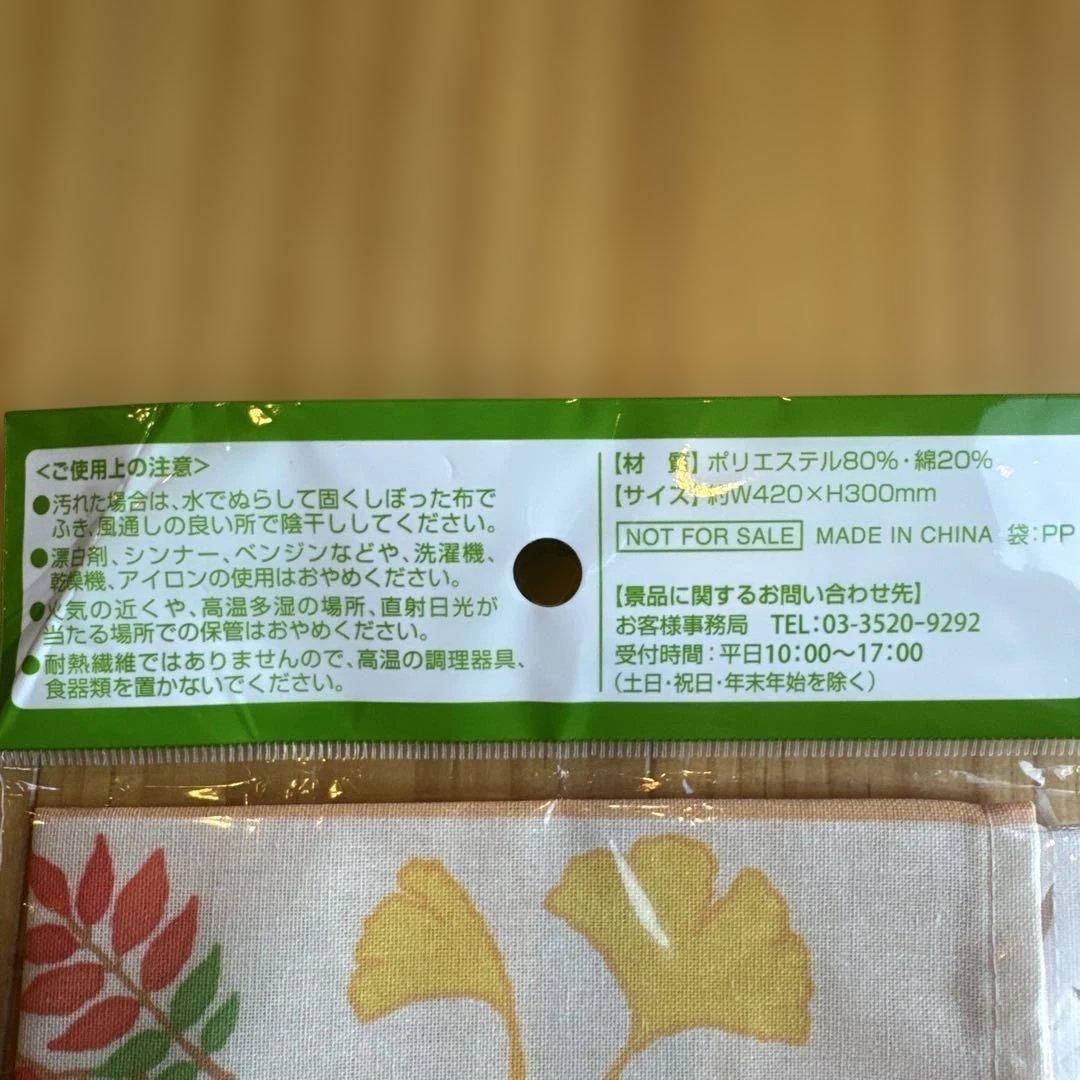 <ご使用上の注意>
●汚れた場合は、水でぬらして固くしぼった布で
ふき、風通しの良い所で陰干ししてください。
●漂白剤、シンナー、ベンジンなどや、洗濯機、
乾燥機、アイロンの使用はおやめください。
●火気の近くや、高温多湿の場所、直射日光が
当たる場所での保管はおやめください。
●耐熱繊維ではありませんので、高温の調理器具、
食器類を置かないでください。
【材　質】ポリエステル80%・綿20%
【サイズ】約W420×H300mm
NOT FOR SALE MADE IN CHINA 袋:PP
【景品に関するお問い合わせ先】
お客様事務局　TEL:03-3520-9292
受付時間:平日10:00〜17:00
(土日・祝日・年末年始を除く)